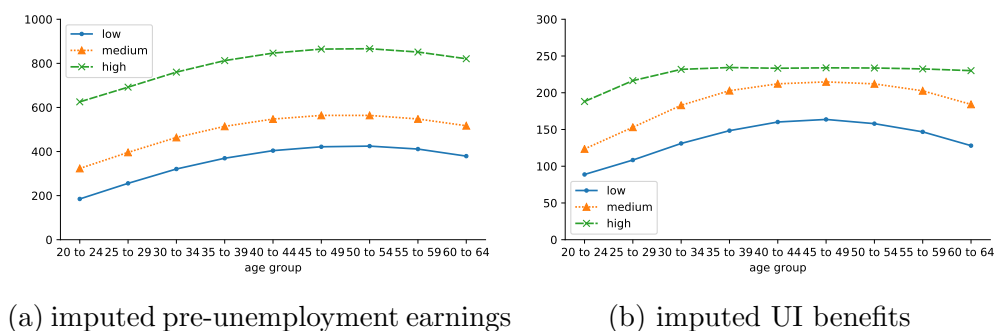 1000
800
600
400
200
0
low
medium
high
20 to 24 25 to 29 30 to 34 35 to 39 40 to 44 45 to 49 50 to 54 55 to 59 60 to 64
age group
(a) imputed pre-unemployment earnings
300
250
200
150
100
50
0
low
medium
high
20 to 24 25 to 29 30 to 34 35 to 39 40 to 44 45 to 49 50 to 54 55 to 59 60 to 64
age group
(b) imputed UI benefits